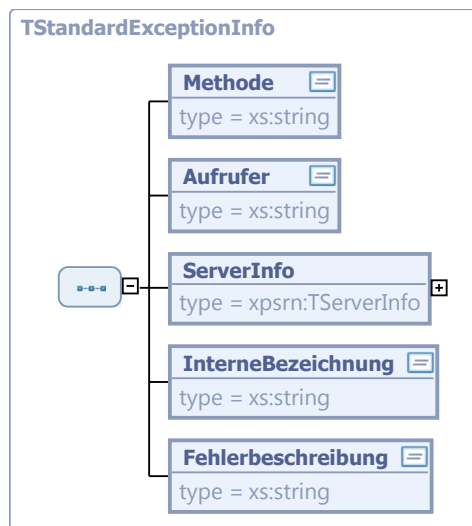 TStandardExceptionInfo
Methode
type = xs:string
Aufrufer
type = xs:string
ServerInfo
type = xpsrn:TServerInfo
InterneBezeichnung
type = xs:string
Fehlerbeschreibung
type = xs:string